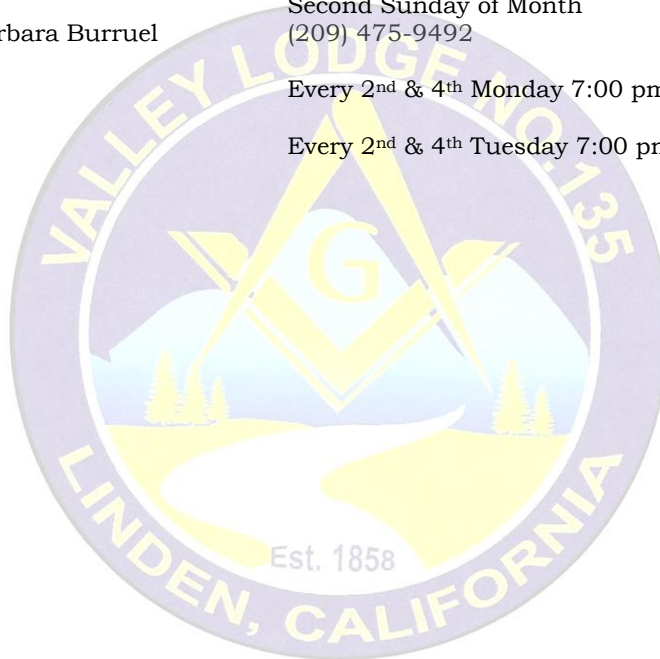 Second Sunday of Month
Burruel
(209) 475-9492
Every 2nd & 4th Monday 7:00 pm
Every 2nd & 4th Tuesday 7:00 pm
VALLEY LODGE NO. 135
G
Est. 1858
LINDEN, CALIFORNIA